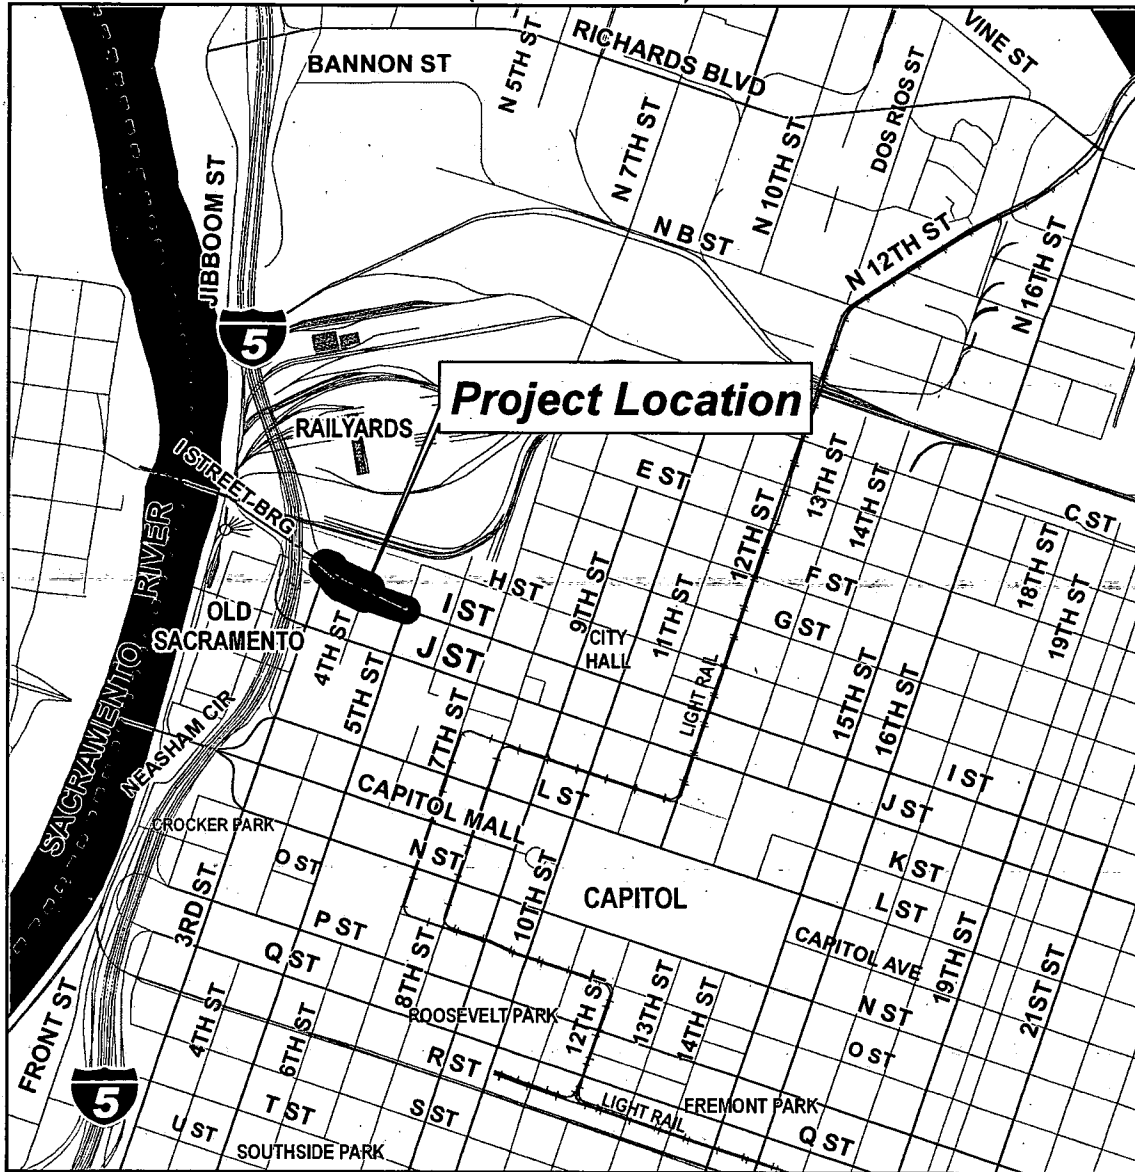 VINE ST
RICHARDS BLVD
N 5TH ST
BANNON ST
DOS RIOS ST
N 7TH ST
N 10TH ST
JIBBOOM ST
N B ST
N 12TH ST
N 16TH ST
5
Project Location
RAILYARDS
I STREET BRG
E ST
13TH ST
14TH ST
12TH ST
C ST
18TH ST
19TH ST
H ST
9TH ST
11TH ST
F ST
G ST
I ST
J ST
CITY
HALL
OLD
SACRAMENTO
4TH ST
5TH ST
7TH ST
LIGHT RAIL
15TH ST
16TH ST
SACRAMENTO RIVER
NEASHAM CIR
I ST
J ST
L ST
CAPITOL MALL
CROCKER PARK
N ST
O ST
K ST
L ST
CAPITOL
10TH ST
3RD ST.
P ST
Q ST
8TH ST
CAPITOL AVE
19TH ST
21ST ST
N ST
O ST
FRONT ST
4TH ST
6TH ST
ROOSEVELT PARK
12TH ST
13TH ST
14TH ST
R ST
5
T ST
S ST
LIGHT RAIL
FREMONT PARK
U ST
Q ST
SOUTHSIDE PARK